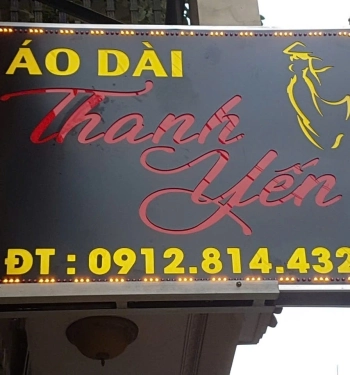 ÁO DÀI
Thanh
Yến
ĐT : 0912.814.432